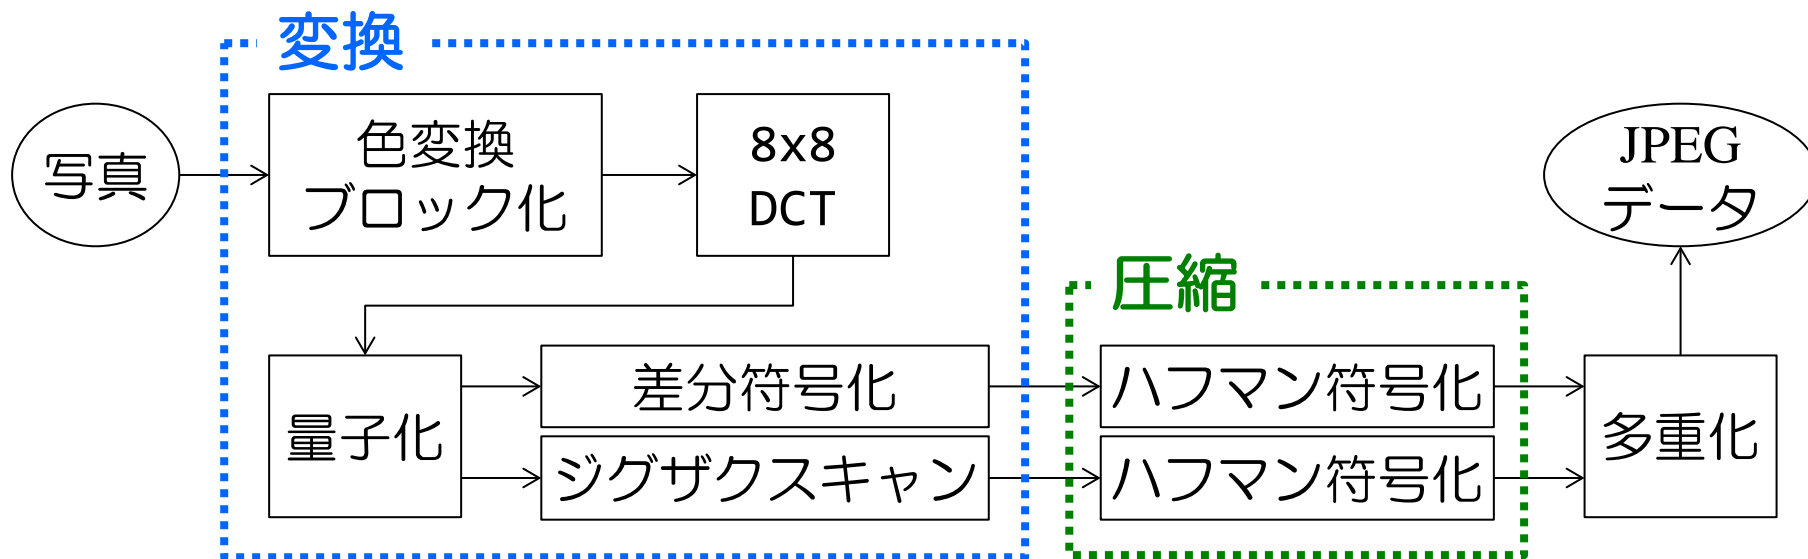 変換
写真
色変換
ブロック化
8x8
DCT
JPEG
データ
圧縮
量子化
差分符号化
ジグザクスキャン
ハフマン符号化
ハフマン符号化
多重化